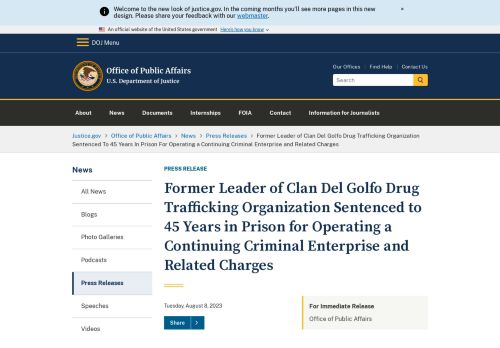 Welcome to the new look of justice.gov. In the coming months you'll see more pages in this new
design. Please share your feedback with our webmaster.
×
An official website of the United States government Here's how you know
DOJ Menu
Office of Public Affairs
U.S. Department of Justice
Our Offices Find Help Contact Us
Search
About News Documents Internships FOIA Contact Information for Journalists
Justice.gov > Office of Public Affairs > News > Press Releases > Former Leader of Clan Del Golfo Drug Trafficking Organization
Sentenced To 45 Years In Prison For Operating a Continuing Criminal Enterprise and Related Charges
News
All News
Blogs
Photo Galleries
Podcasts
Press Releases
Speeches
Videos
PRESS RELEASE
Former Leader of Clan Del Golfo Drug
Trafficking Organization Sentenced to
45 Years in Prison for Operating a
Continuing Criminal Enterprise and
Related Charges
Tuesday, August 8, 2023
Share >
For Immediate Release
Office of Public Affairs